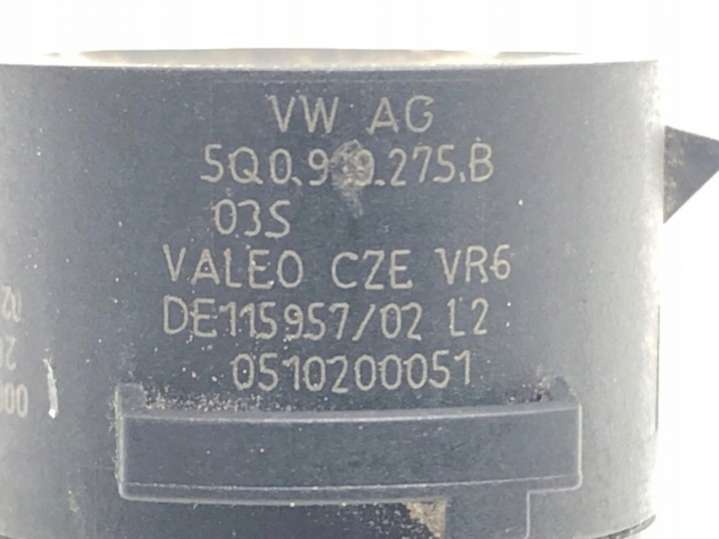 VW AG
03S
VALEO CZE VR6
DE115957/02 L2
0510200051